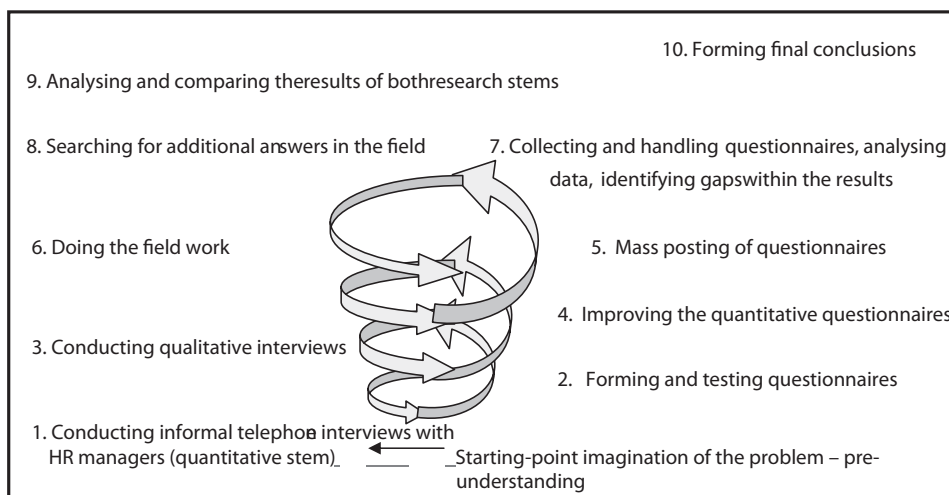 10. Forming final conclusions
9. Analysing and comparing theresults of bothresearch stems
8. Searching for additional answers in the field
7. Collecting and handling questionnaires, analysing
data, identifying gapswithin the results
6. Doing the field work
5. Mass posting of questionnaires
4. Improving the quantitative questionnaires
3. Conducting qualitative interviews
2. Forming and testing questionnaires
1. Conducting informal telephone interviews with
HR managers (quantitative stem)
Starting-point imagination of the problem – pre-
understanding